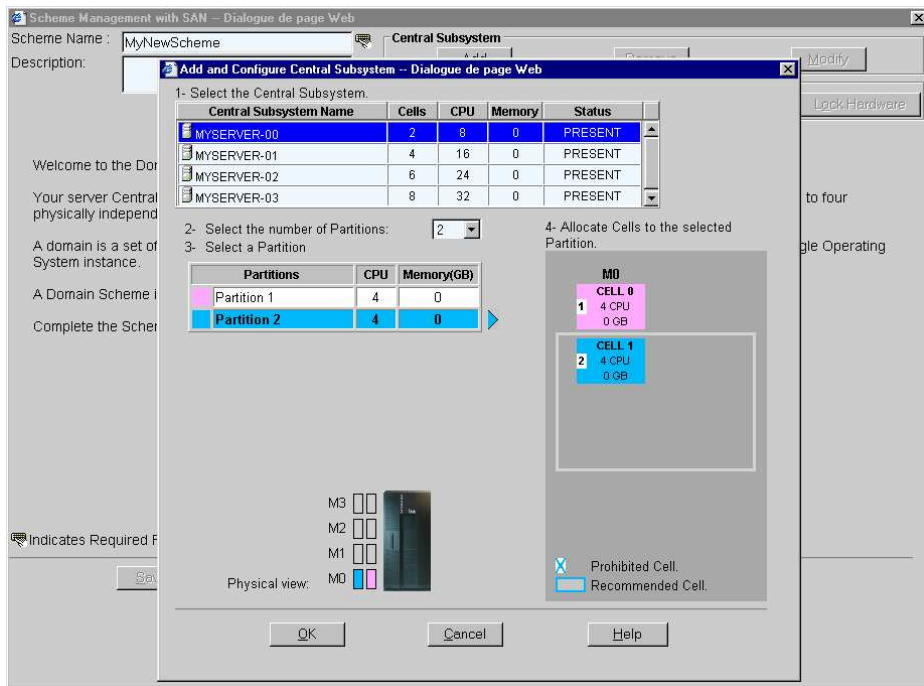 Scheme Management with SAN -- Dialogue de page Web
Scheme Name : MyNewScheme
Central Subsystem
Modify
Description:
Lock Hardware
Add and Configure Central Subsystem -- Dialogue de page Web
1- Select the Central Subsystem.
Central Subsystem Name Cells CPU Memory Status
MYSERVER-00 2 8 0 PRESENT
MYSERVER-01 4 16 0 PRESENT
MYSERVER-02 6 24 0 PRESENT
MYSERVER-03 8 32 0 PRESENT
Welcome to the
Your server Central
to four
physically
A domain is a set of
Operating
System instance.
A Domain Scheme
Complete the
2- Select the number of Partitions: 2
3- Select a Partition
Partitions CPU Memory(GB)
Partition 1 4 0
Partition 2 4 0
4- Allocate Cells to the selected
Partition.
M0
CELL 0
1 4 CPU
0 GB
CELL 1
2 4 CPU
0 GB
M3
M2
M1
Physical view: M0
Prohibited Cell.
Recommended Cell.
Indicates Required
OK Cancel Help